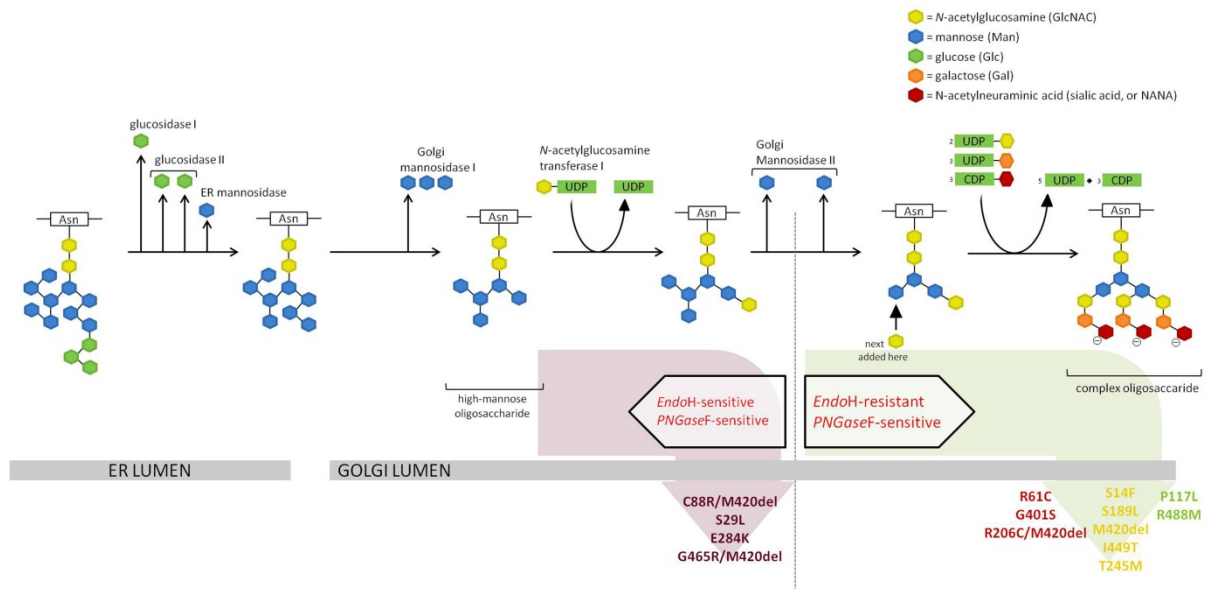 = N-acetylglucosamine (GlcNAC)
= mannose (Man)
= glucose (Glc)
= galactose (Gal)
= N-acetylneuraminic acid (sialic acid, or NANA)
glucosidase I
glucosidase II
ER mannosidase
Golgi
mannosidase I
N-acetylglucosamine
transferase I
UDP
UDP
Golgi
Mannosidase II
2 UDP
3 UDP
3 CDP
5 UDP
3 CDP
Asn
Asn
Asn
Asn
Asn
Asn
next
added here
high-mannose
oligosaccharide
EndoH-sensitive
PNGaseF-sensitive
EndoH-resistant
PNGaseF-sensitive
complex oligosaccaride
ER LUMEN
GOLGI LUMEN
C88R/M420del
S29L
E284K
G465R/M420del
R61C
G401S
R206C/M420del
S14F
S189L
M420del
I449T
T245M
P117L
R488M